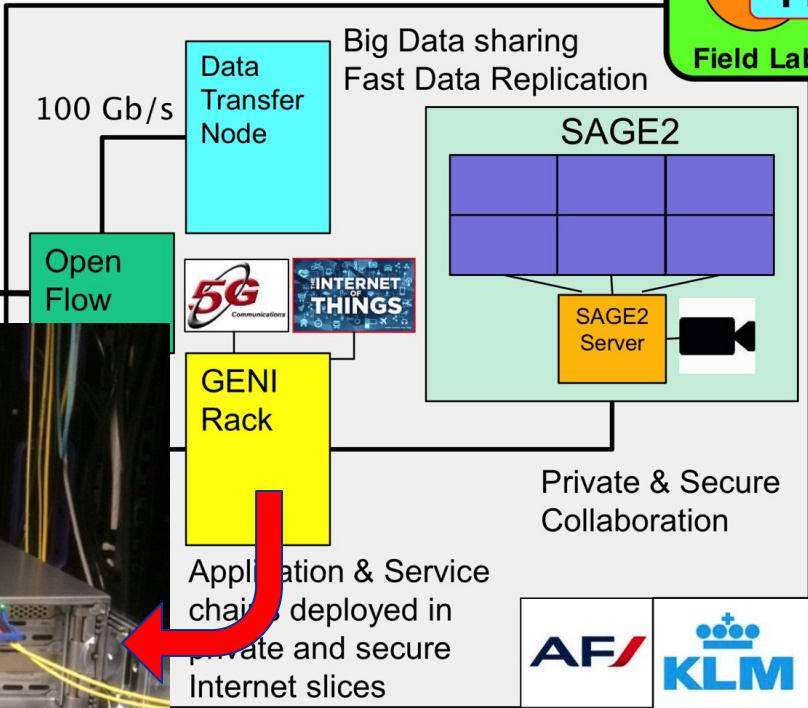 Field Lab
Big Data sharing
Fast Data Replication
Data
Transfer
Node
100 Gb/s
SAGE2
Open
Flow
5G
Communications
THE INTERNET
OF
THINGS
SAGE2
Server
GENI
Rack
Private & Secure
Collaboration
Application & Service
deployed in
private and secure
Internet slices
AF
KLM